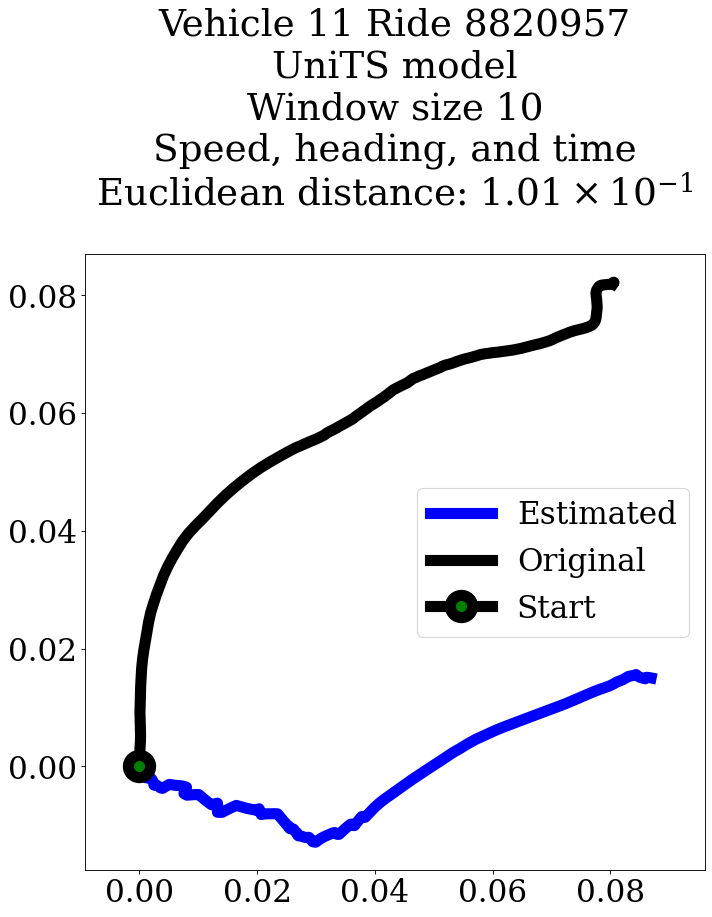 Vehicle 11 Ride 8820957
UniTS model
Window size 10
Speed, heading, and time
Euclidean distance: 1.01 × 10⁻¹
0.08
0.06
0.04
0.02
0.00
Estimated
Original
Start
0.00 0.02 0.04 0.06 0.08